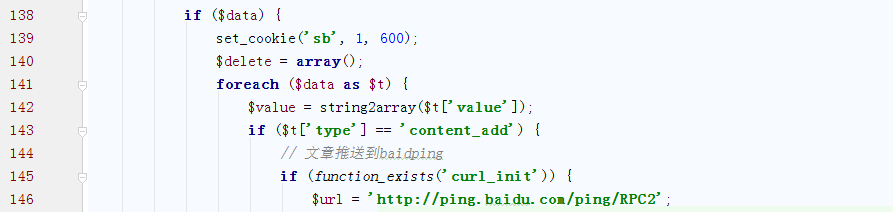 138 if ($data) {
139 set_cookie('sb', 1, 600);
140 $delete = array();
141 foreach ($data as $t) {
142 $value = string2array($t['value']);
143 if ($t['type'] == 'content_add') {
144 // 文章推送到baidping
145 if (function_exists('curl_init')) {
146 $url = 'http://ping.baidu.com/ping/RPC2';